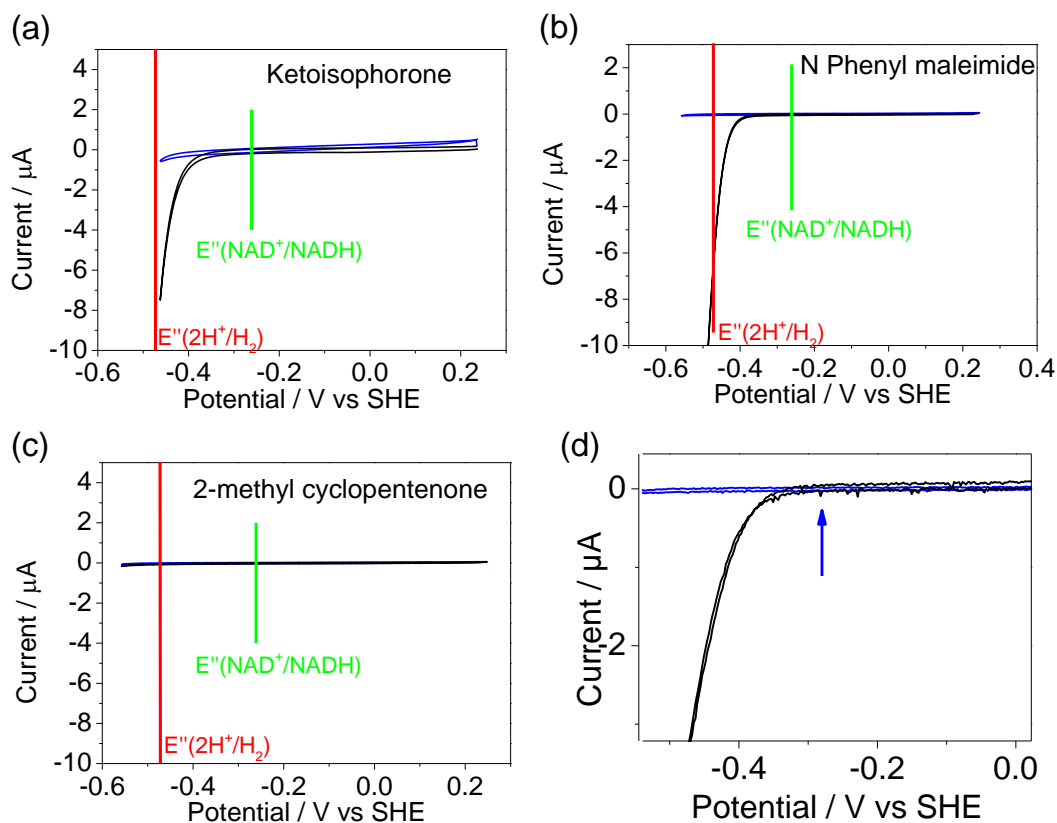 (a)
Ketoisophorone
4
2
0
-2
-4
-6
-8
-10
Current / μA
E"(NAD⁺/NADH)
E"(2H⁺/H₂)
-0.6 -0.4 -0.2 0.0 0.2
Potential / V vs SHE
(b)
N Phenyl maleimide
2
0
-2
-4
-6
-8
-10
Current / μA
E"(NAD⁺/NADH)
E"(2H⁺/H₂)
-0.6 -0.4 -0.2 0.0 0.2 0.4
Potential / V vs SHE
(c)
2-methyl cyclopentenone
4
2
0
-2
-4
-6
-8
-10
Current / μA
E"(NAD⁺/NADH)
E"(2H⁺/H₂)
-0.6 -0.4 -0.2 0.0 0.2
Potential / V vs SHE
(d)
0
-2
Current / μA
-0.4 -0.2 0.0
Potential / V vs SHE